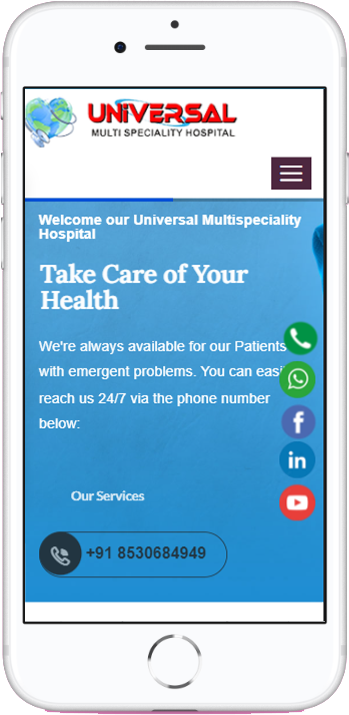 UNiVERSAL
MULTI SPECIALITY HOSPITAL
Welcome our Universal Multispeciality
Hospital
Take Care of Your
Health
We're always available for our Patients
with emergent problems. You can easi
reach us 24/7 via the phone number
below:
Our Services
+91 8530684949